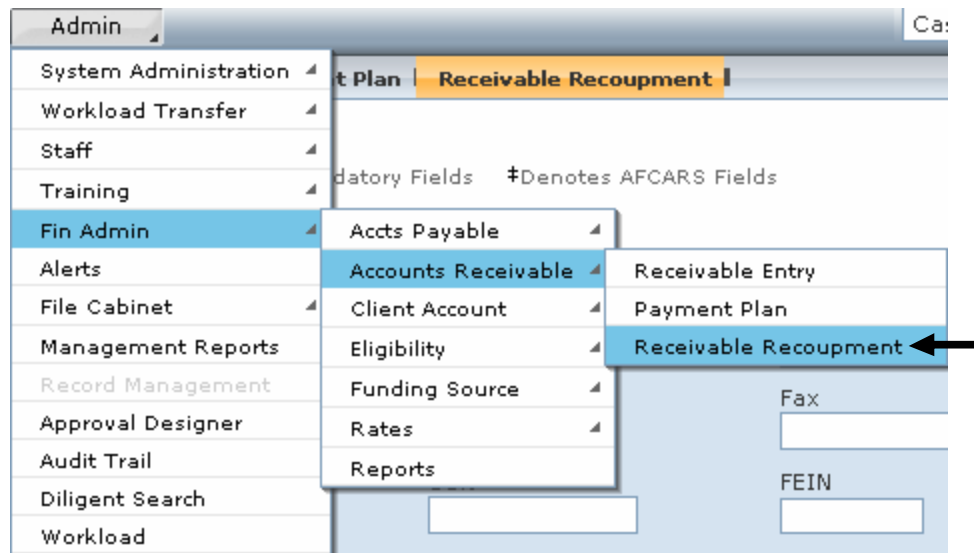 Admin
Cas
System Administration
t Plan | Receivable Recoupment
Workload Transfer
Staff
datory Fields ‡Denotes AFCARS Fields
Training
Fin Admin
Accts Payable
Alerts
Accounts Receivable
Receivable Entry
File Cabinet
Client Account
Payment Plan
Management Reports
Eligibility
Receivable Recoupment
Record Management
Funding Source
Fax
Approval Designer
Rates
Audit Trail
Reports
FEIN
Diligent Search
Workload